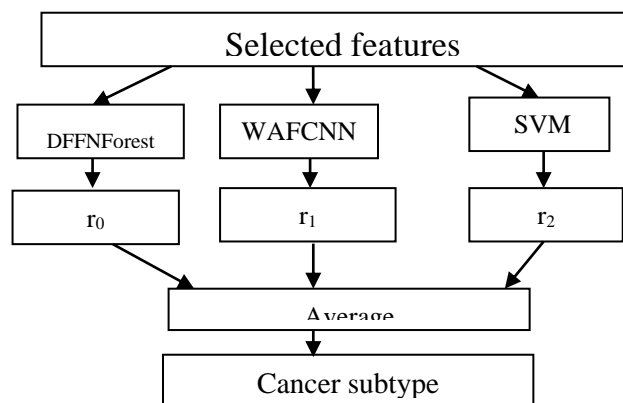 Selected features
DFFNForest
WAFCNN
SVM
r₀
r₁
r₂
Average
Cancer subtype